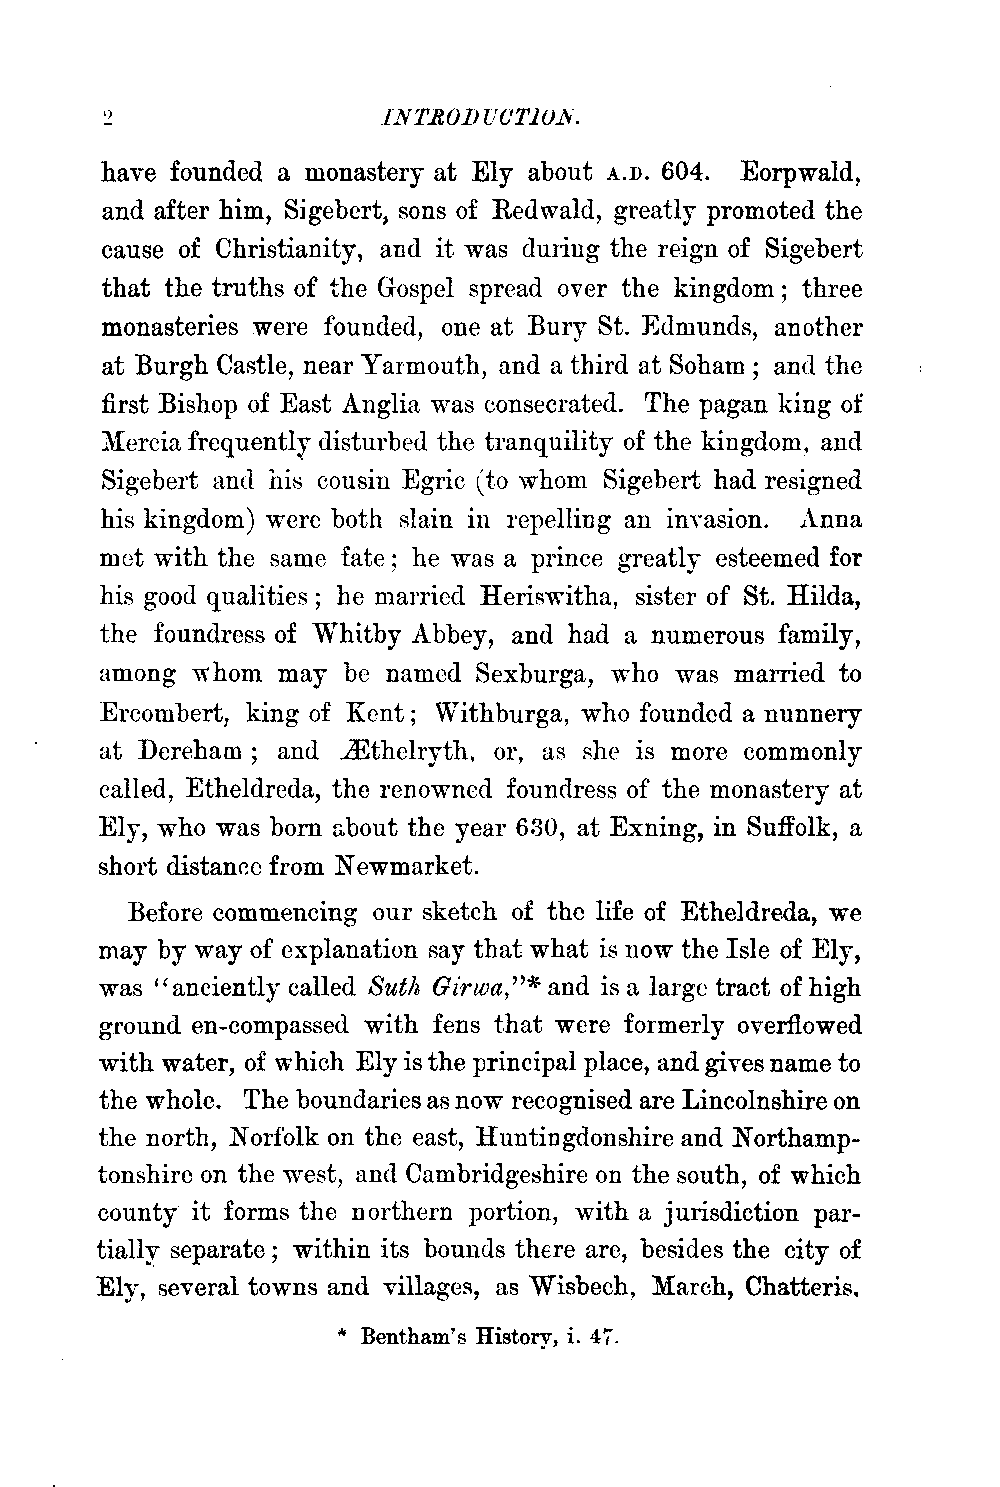 2 INTRODUCTION.
have founded a monastery at Ely about A.D. 604. Eorpwald,
and after him, Sigebert, sons of Redwald, greatly promoted the
cause of Christianity, and it was during the reign of Sigebert
that the truths of the Gospel spread over the kingdom; three
monasteries were founded, one at Bury St. Edmunds, another
at Burgh Castle, near Yarmouth, and a third at Soham; and the
first Bishop of East Anglia was consecrated. The pagan king of
Mercia frequently disturbed the tranquility of the kingdom, and
Sigebert and his cousin Egric (to whom Sigebert had resigned
his kingdom) were both slain in repelling an invasion. Anna
met with the same fate; he was a prince greatly esteemed for
his good qualities; he married Heriswitha, sister of St. Hilda,
the foundress of Whitby Abbey, and had a numerous family,
among whom may be named Sexburga, who was married to
Ercombert, king of Kent; Withburga, who founded a nunnery
at Dereham; and Æthelryth, or, as she is more commonly
called, Etheldreda, the renowned foundress of the monastery at
Ely, who was born about the year 630, at Exning, in Suffolk, a
short distance from Newmarket.
Before commencing our sketch of the life of Etheldreda, we
may by way of explanation say that what is now the Isle of Ely,
was "anciently called Suth Girwa,"* and is a large tract of high
ground en-compassed with fens that were formerly overflowed
with water, of which Ely is the principal place, and gives name to
the whole. The boundaries as now recognised are Lincolnshire on
the north, Norfolk on the east, Huntingdonshire and Northamp-
tonshire on the west, and Cambridgeshire on the south, of which
county it forms the northern portion, with a jurisdiction par-
tially separate; within its bounds there are, besides the city of
Ely, several towns and villages, as Wisbech, March, Chatteris,
* Bentham's History, i. 47.